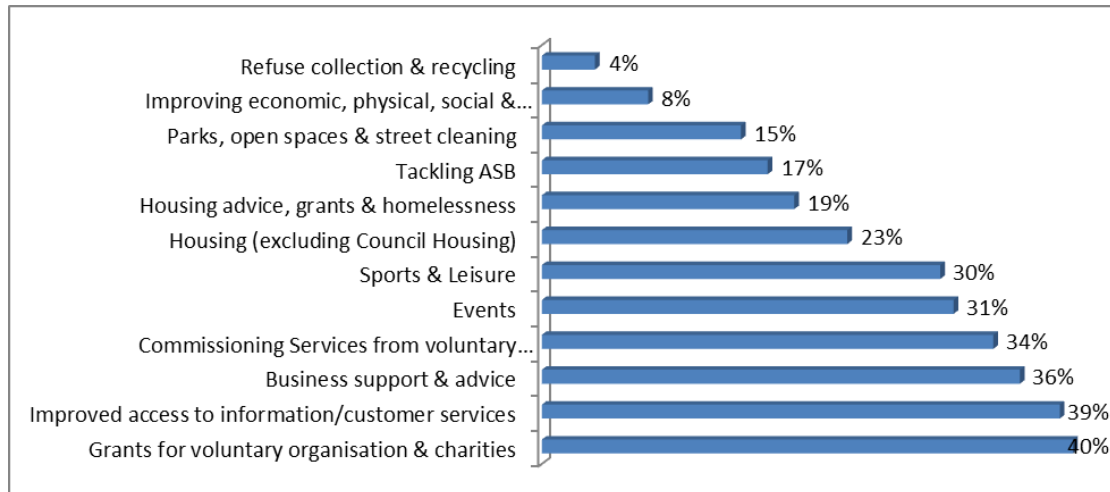 Refuse collection & recycling 4%
Improving economic, physical, social &... 8%
Parks, open spaces & street cleaning 15%
Tackling ASB 17%
Housing advice, grants & homelessness 19%
Housing (excluding Council Housing) 23%
Sports & Leisure 30%
Events 31%
Commissioning Services from voluntary... 34%
Business support & advice 36%
Improved access to information/customer services 39%
Grants for voluntary organisation & charities 40%